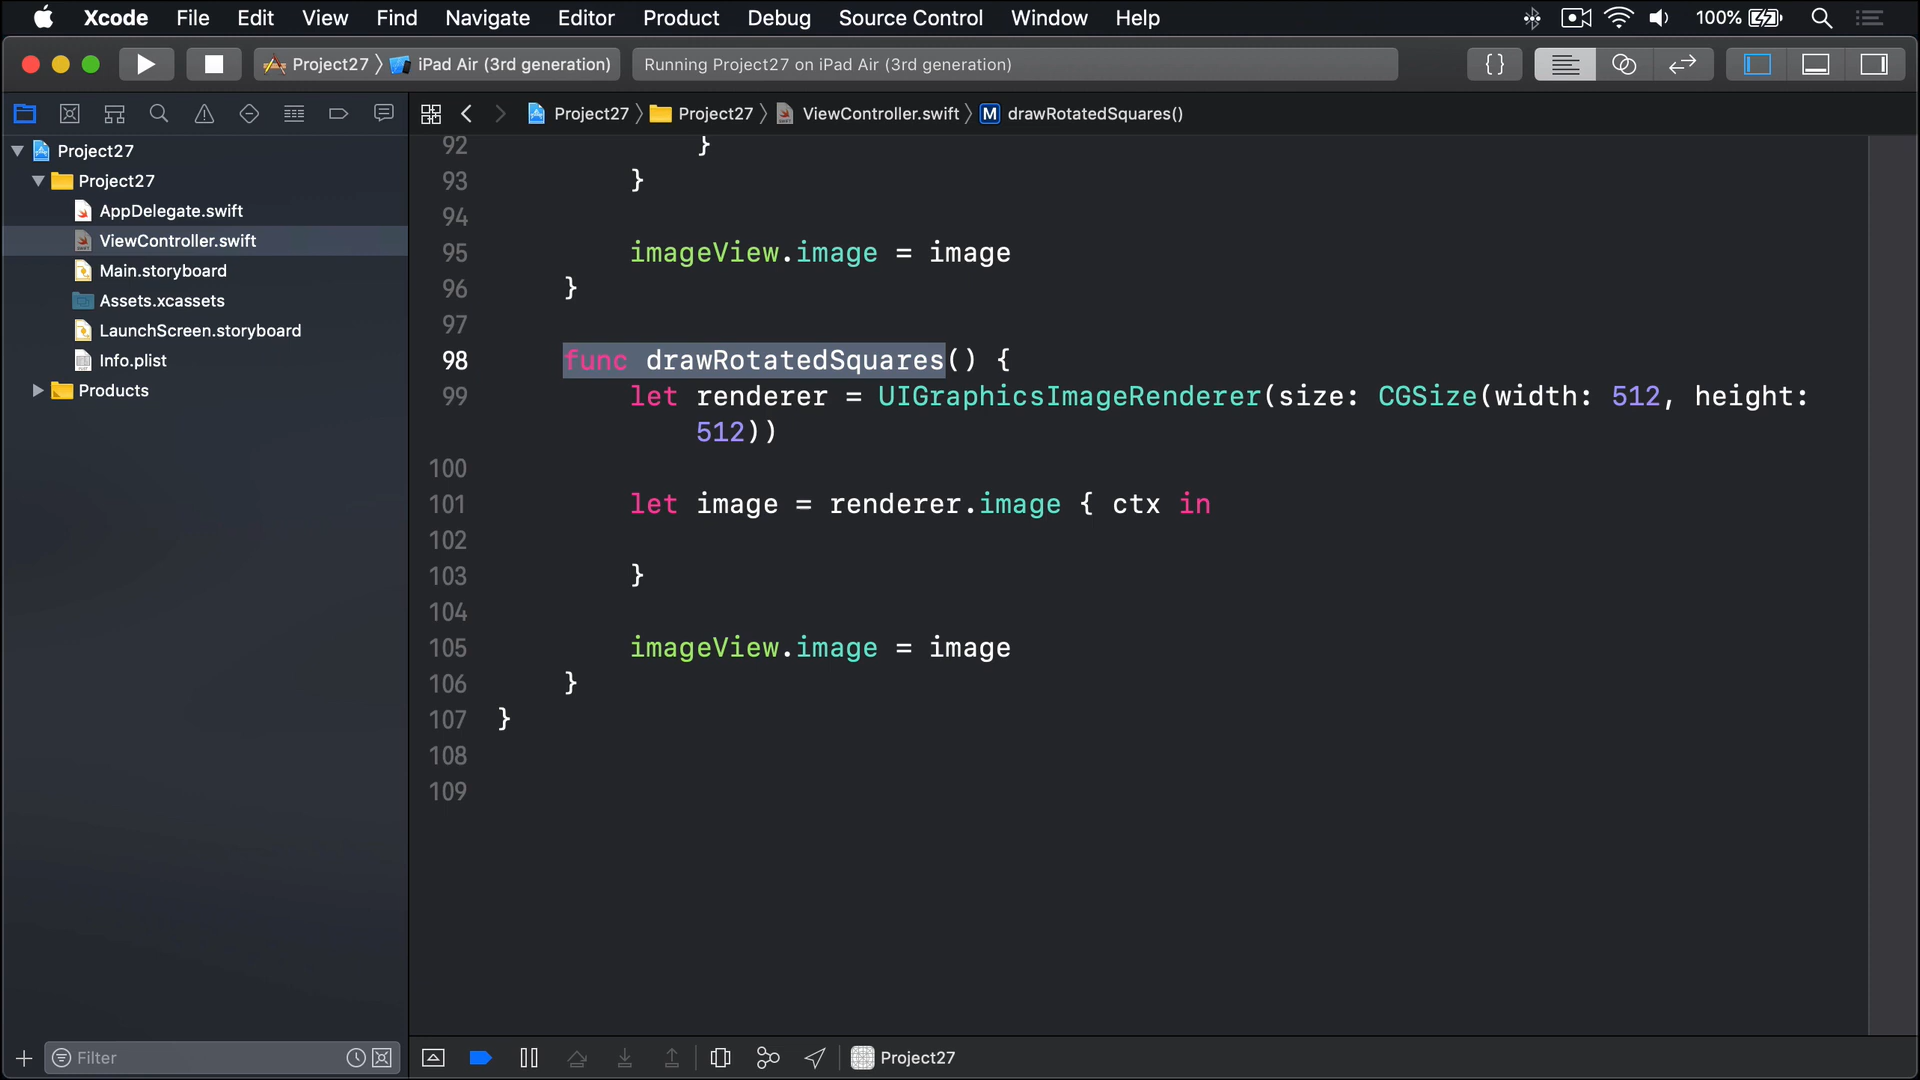 Xcode File Edit View Find Navigate Editor Product Debug Source Control Window Help 100%
Project27 iPad Air (3rd generation) Running Project27 on iPad Air (3rd generation) {}
Project27 Project27 ViewController.swift M drawRotatedSquares()
Project27
Project27
AppDelegate.swift
ViewController.swift
Main.storyboard
Assets.xcassets
LaunchScreen.storyboard
Info.plist
Products
92 }
93 }
94
95 imageView.image = image
96 }
97
98 func drawRotatedSquares() {
99 let renderer = UIGraphicsImageRenderer(size: CGSize(width: 512, height:
512))
100
101 let image = renderer.image { ctx in
102
103 }
104
105 imageView.image = image
106 }
107 }
108
109
Filter Project27